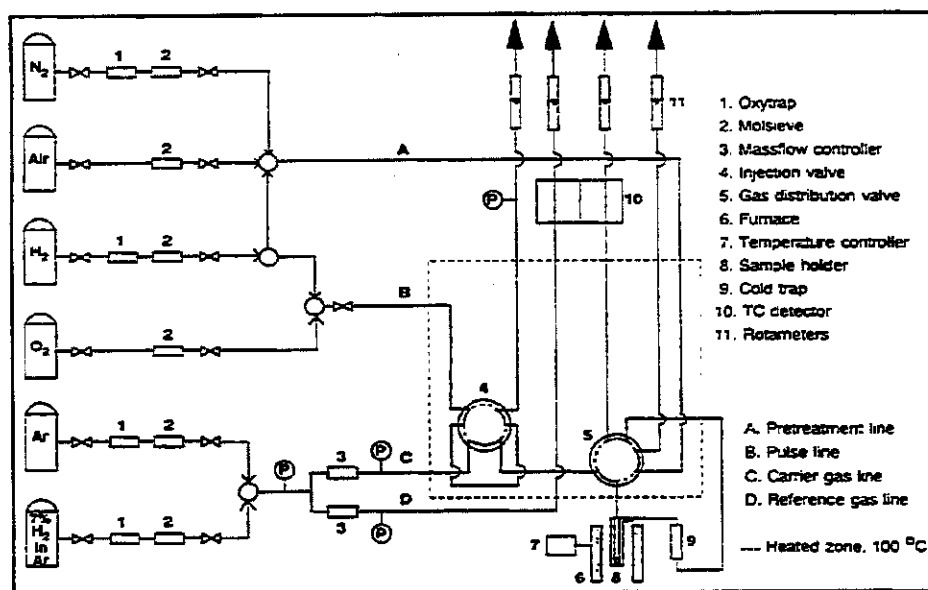 N₂
1 2
Air
2
H₂
1 2
O₂
2
Ar
1 2
7% H₂ in Ar
1 2
A
B
C
D
P
P
P
P
3
3
4
5
6
7
8
9
10
11
1. Oxytrap
2. Molsieve
3. Massflow controller
4. Injection valve
5. Gas distribution valve
6. Furnace
7. Temperature controller
8. Sample holder
9. Cold trap
10. TC detector
11. Rotameters
A. Pretreatment line
B. Pulse line
C. Carrier gas line
D. Reference gas line
--- Heated zone, 100 °C